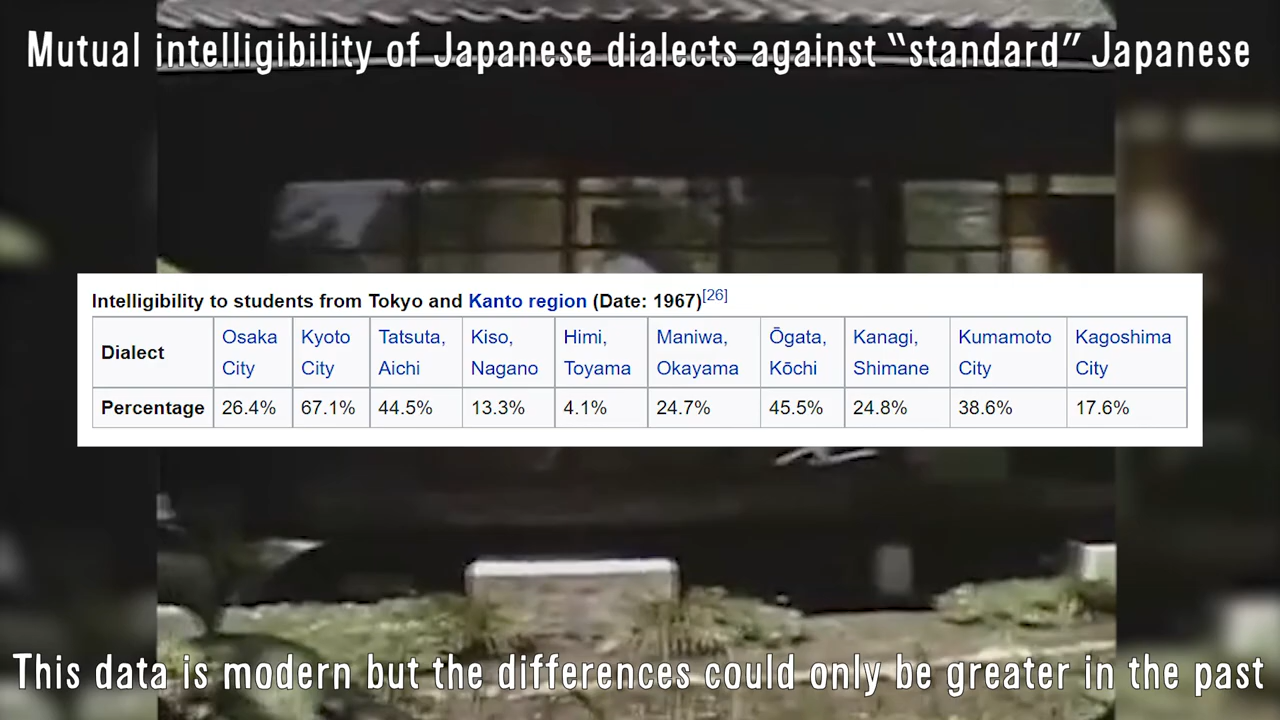 Mutual intelligibility of Japanese dialects against “standard” Japanese
Intelligibility to students from Tokyo and Kanto region (Date: 1967)[26]
Dialect Osaka City Kyoto City Tatsuta, Aichi Kiso, Nagano Himi, Toyama Maniwa, Okayama Ōgata, Kōchi Kanagi, Shimane Kumamoto City Kagoshima City
Percentage 26.4% 67.1% 44.5% 13.3% 4.1% 24.7% 45.5% 24.8% 38.6% 17.6%
This data is modern but the differences could only be greater in the past